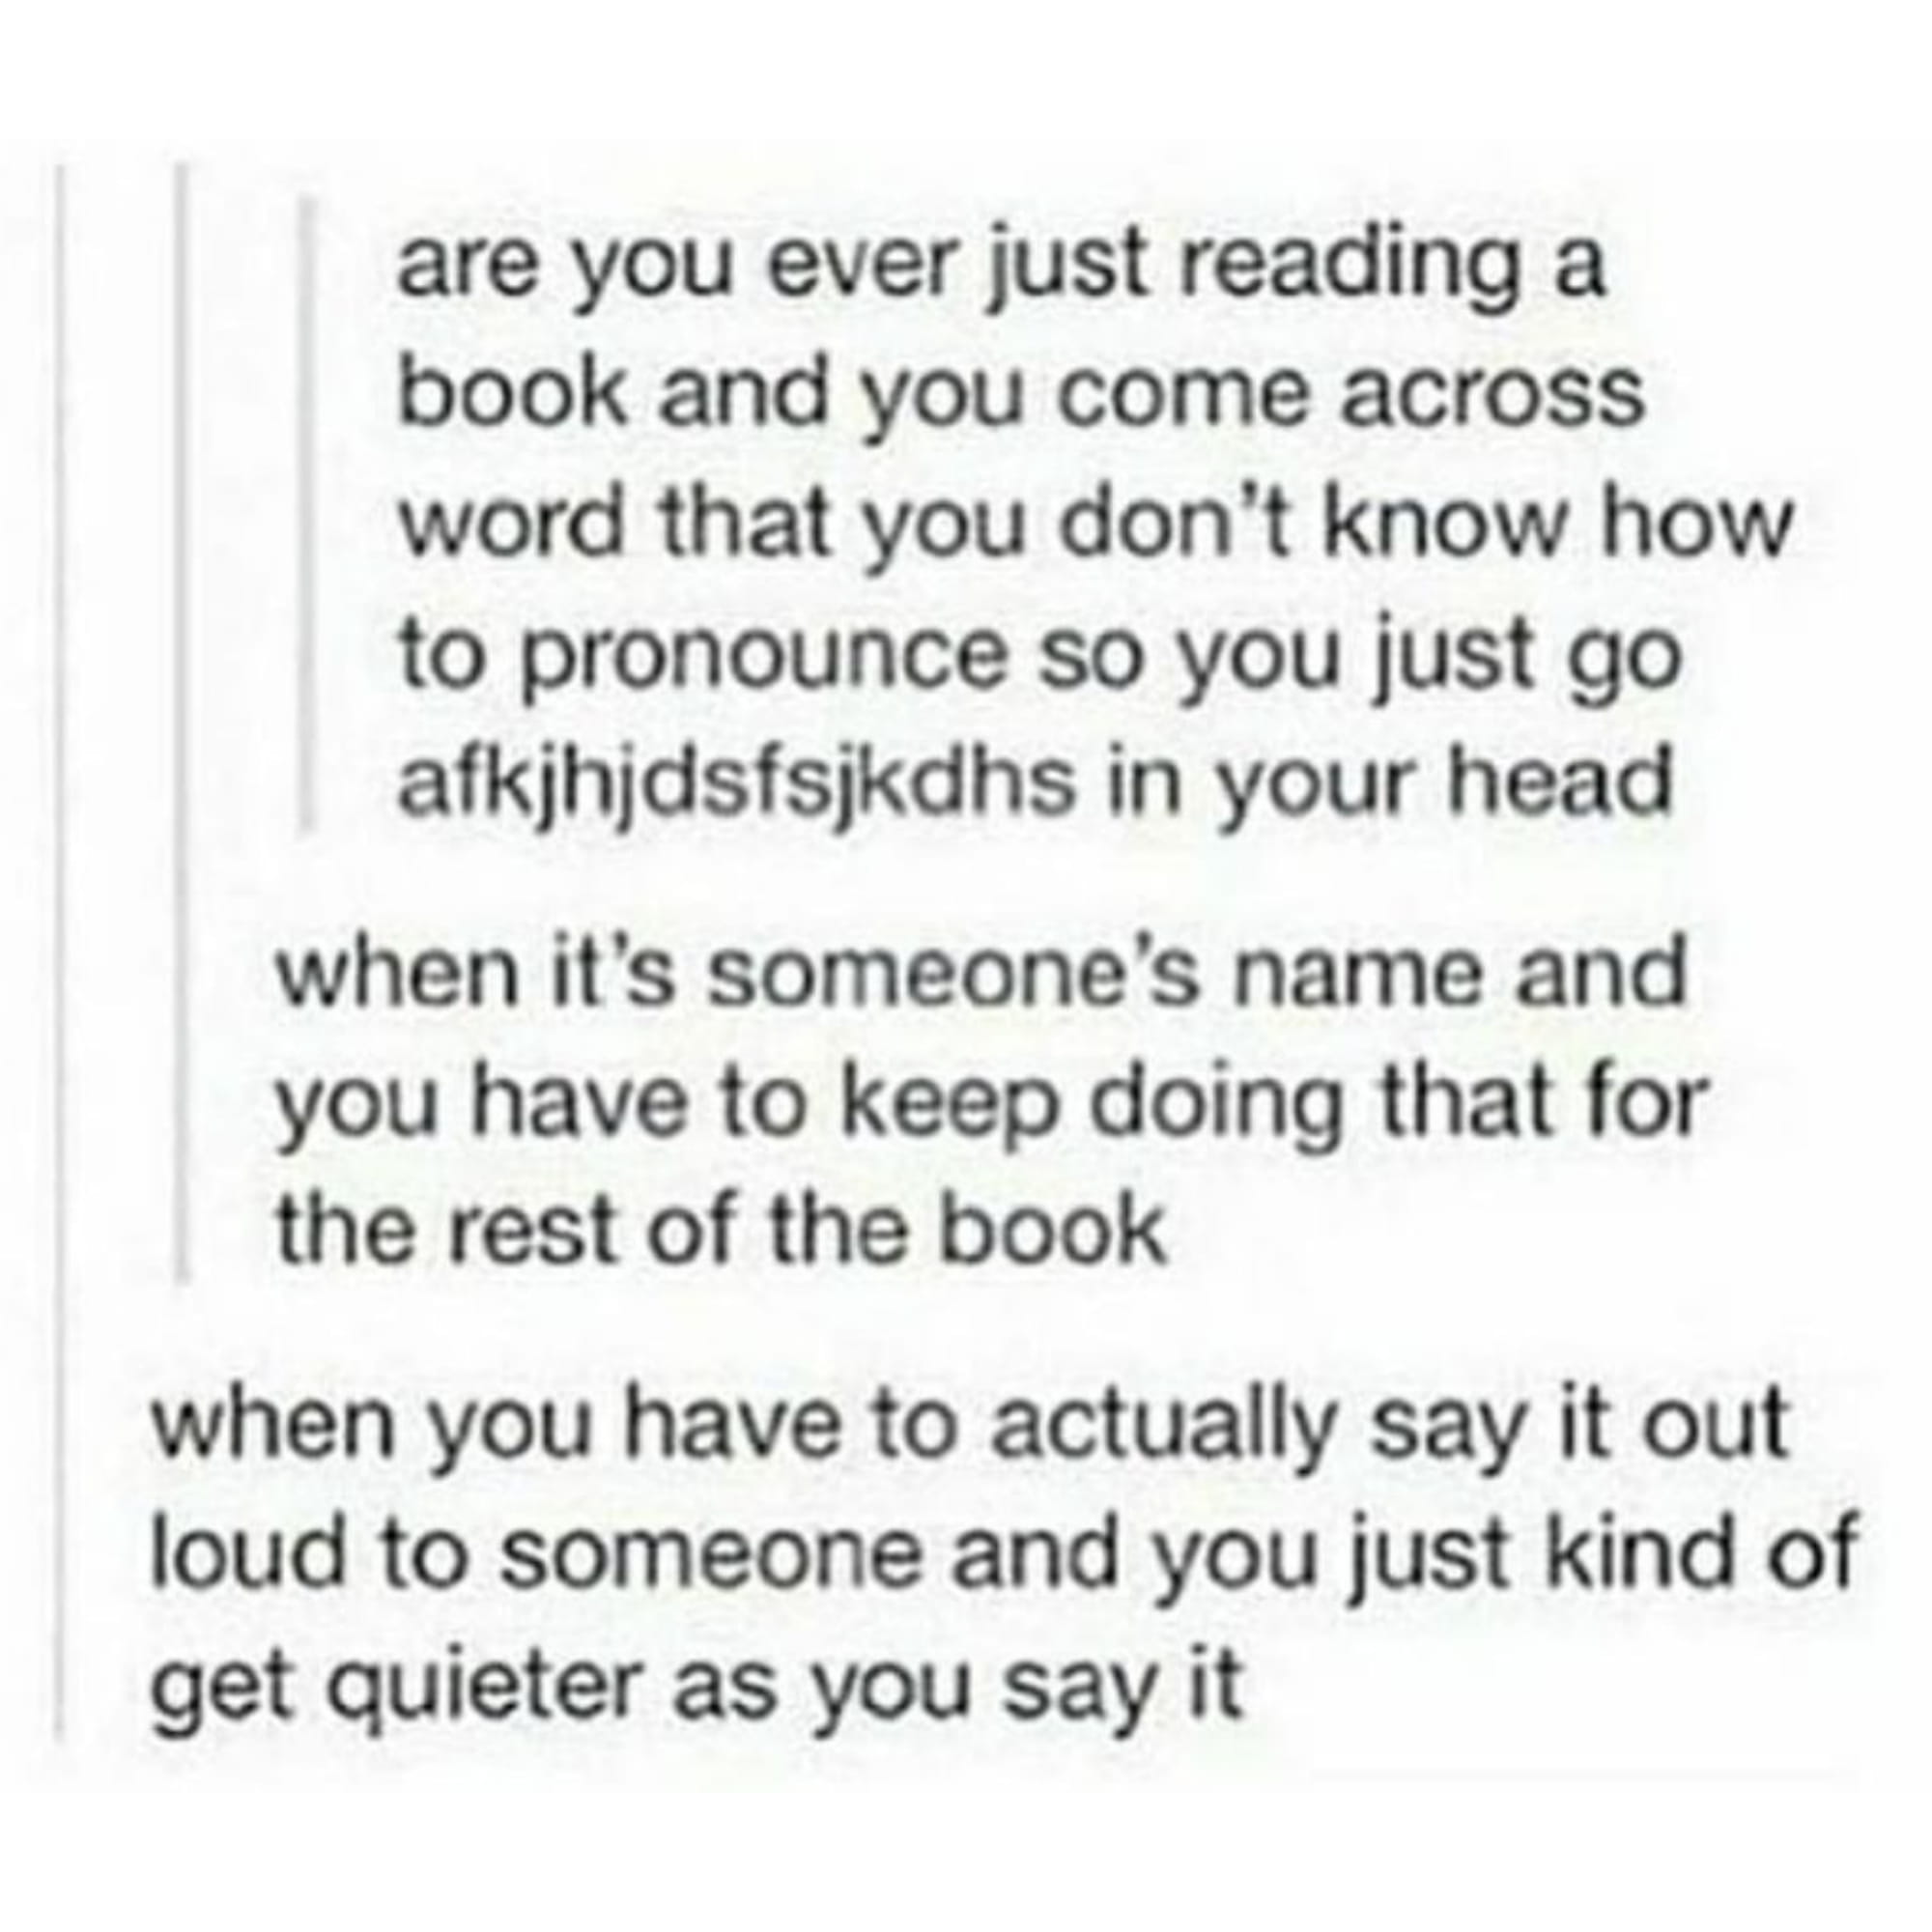 are you ever just reading a
book and you come across
word that you don't know how
to pronounce so you just go
afkjhjdsfsjkdhs in your head
when it's someone's name and
you have to keep doing that for
the rest of the book
when you have to actually say it out
loud to someone and you just kind of
get quieter as you say it